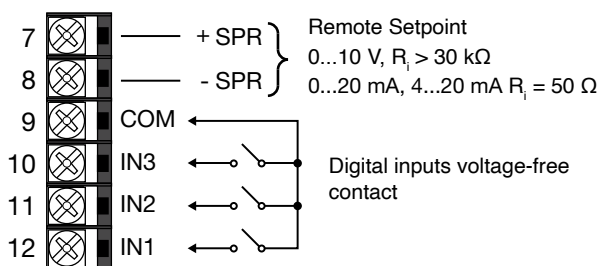 7 + SPR
8 - SPR
9 COM
10 IN3
11 IN2
12 IN1
Remote Setpoint
0...10 V, Ri > 30 kΩ
0...20 mA, 4...20 mA Ri = 50 Ω
Digital inputs voltage-free
contact